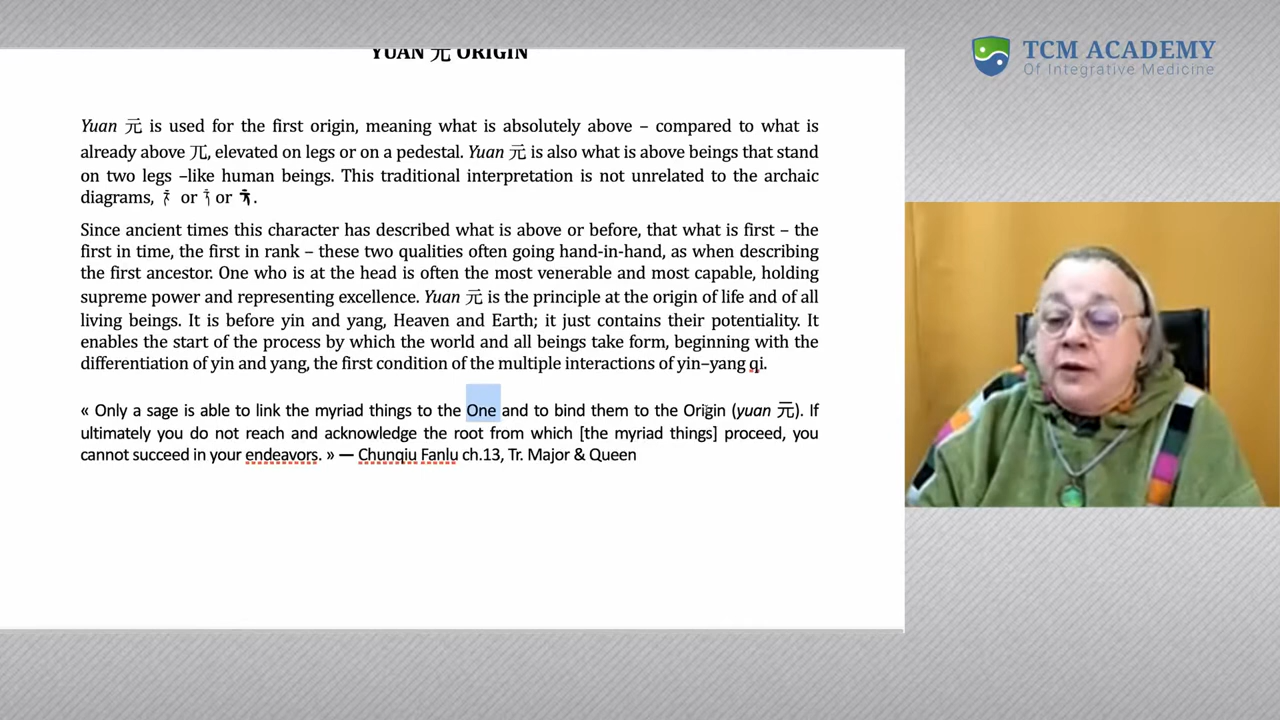 YUAN 元 ORIGIN
TCM ACADEMY
Of Integrative Medicine
Yuan 元 is used for the first origin, meaning what is absolutely above – compared to what is
already above 兀, elevated on legs or on a pedestal. Yuan 元 is also what is above beings that stand
on two legs –like human beings. This traditional interpretation is not unrelated to the archaic
diagrams, or or .
Since ancient times this character has described what is above or before, that what is first – the
first in time, the first in rank – these two qualities often going hand-in-hand, as when describing
the first ancestor. One who is at the head is often the most venerable and most capable, holding
supreme power and representing excellence. Yuan 元 is the principle at the origin of life and of all
living beings. It is before yin and yang, Heaven and Earth; it just contains their potentiality. It
enables the start of the process by which the world and all beings take form, beginning with the
differentiation of yin and yang, the first condition of the multiple interactions of yin–yang qi.
« Only a sage is able to link the myriad things to the One and to bind them to the Origin (yuan 元). If
ultimately you do not reach and acknowledge the root from which [the myriad things] proceed, you
cannot succeed in your endeavors. » — Chunqiu Fanlu ch.13, Tr. Major & Queen